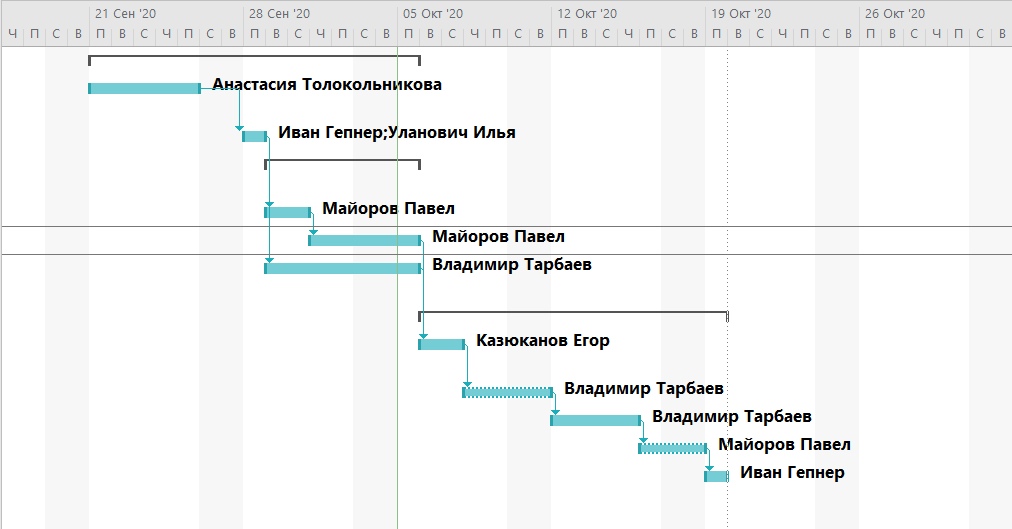 21 Сен '20 28 Сен '20 05 Окт '20 12 Окт '20 19 Окт '20 26 Окт '20
Ч П С В П В С Ч П С В П В С Ч П С В П В С Ч П С В П В С Ч П С В П В С Ч П С В П В С Ч П С В
Анастасия Толокольникова
Иван Гепнер;Уланович Илья
Майоров Павел
Майоров Павел
Владимир Тарбаев
Казюканов Егор
Владимир Тарбаев
Владимир Тарбаев
Майоров Павел
Иван Гепнер